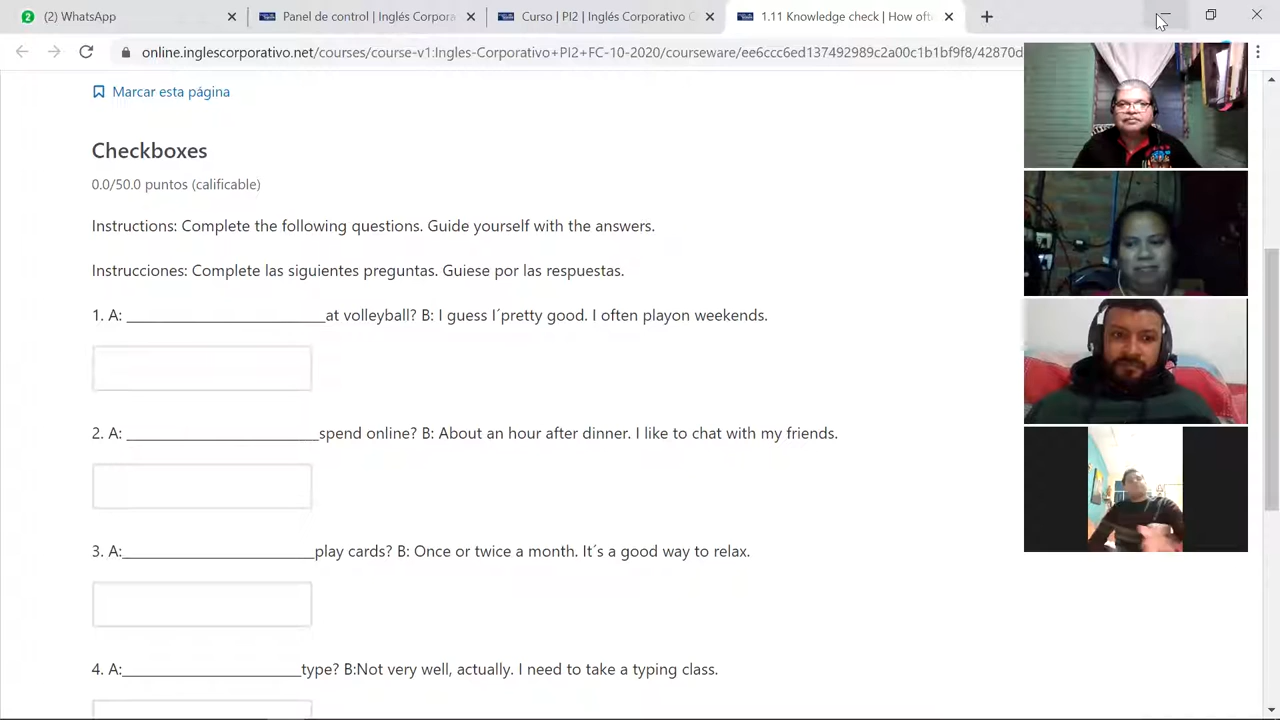 (2) WhatsApp
Panel de control | Inglés Corpora
Curso | PI2 | Inglés Corporativo C
1.11 Knowledge check | How oft
online.inglescorporativo.net/courses/course-v1:Ingles-Corporativo+PI2+FC-10-2020/courseware/ee6ccc6ed137492989c2a00c1b1bf9f8/42870d
Marcar esta página
Checkboxes
0.0/50.0 puntos (calificable)
Instructions: Complete the following questions. Guide yourself with the answers.
Instrucciones: Complete las siguientes preguntas. Guiese por las respuestas.
1. A: ______________________at volleyball? B: I guess I´pretty good. I often playon weekends.
2. A: ______________________spend online? B: About an hour after dinner. I like to chat with my friends.
3. A:______________________play cards? B: Once or twice a month. It´s a good way to relax.
4. A:____________________type? B:Not very well, actually. I need to take a typing class.